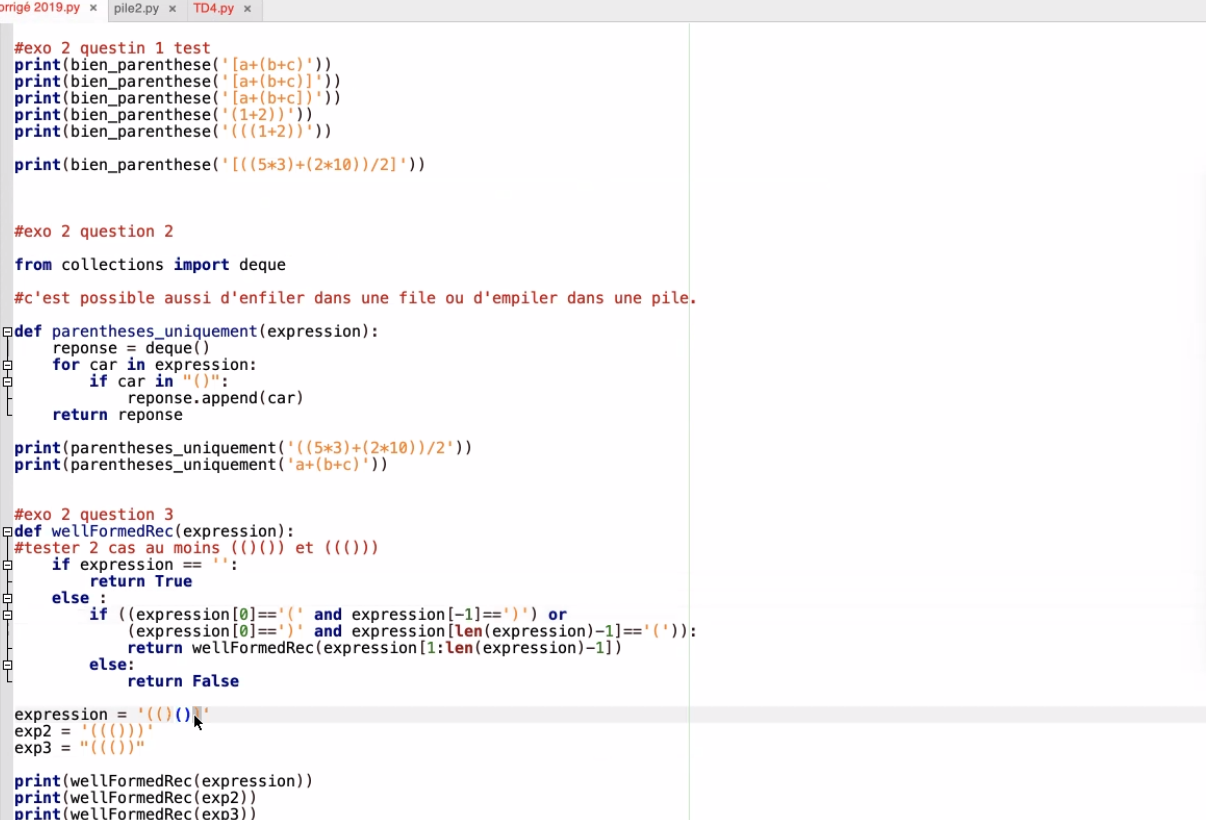 orrigé 2019.py × pile2.py × TD4.py ×
#exo 2 questin 1 test
print(bien_parenthese('[a+(b+c)'))
print(bien_parenthese('[a+(b+c)]'))
print(bien_parenthese('[a+(b+c])'))
print(bien_parenthese('(1+2))'))
print(bien_parenthese('(((1+2))'))
print(bien_parenthese('[((5*3)+(2*10))/2]'))
#exo 2 question 2
from collections import deque
#c'est possible aussi d'enfiler dans une file ou d'empiler dans une pile.
def parentheses_uniquement(expression):
    reponse = deque()
    for car in expression:
        if car in "()":
            reponse.append(car)
    return reponse
print(parentheses_uniquement('((5*3)+(2*10))/2'))
print(parentheses_uniquement('a+(b+c)'))
#exo 2 question 3
def wellFormedRec(expression):
#tester 2 cas au moins (()()) et ((()))
    if expression == '':
        return True
    else :
        if ((expression[0]=='(' and expression[-1]==')') or
            (expression[0]==')' and expression[len(expression)-1]=='(')):
            return wellFormedRec(expression[1:len(expression)-1])
        else:
            return False
expression = '(()())'
exp2 = '((()))'
exp3 = "((())"
print(wellFormedRec(expression))
print(wellFormedRec(exp2))
print(wellFormedRec(exp3))